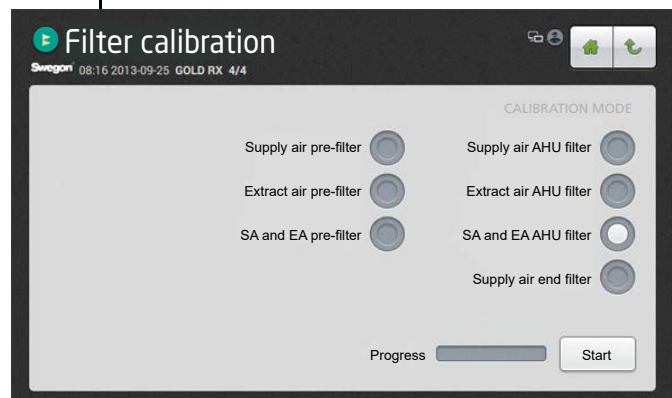 Filter calibration
Swegon 08:16 2013-09-25 GOLD RX 4/4
CALIBRATION MODE
Supply air pre-filter Supply air AHU filter
Extract air pre-filter Extract air AHU filter
SA and EA pre-filter SA and EA AHU filter
Supply air end filter
Progress Start